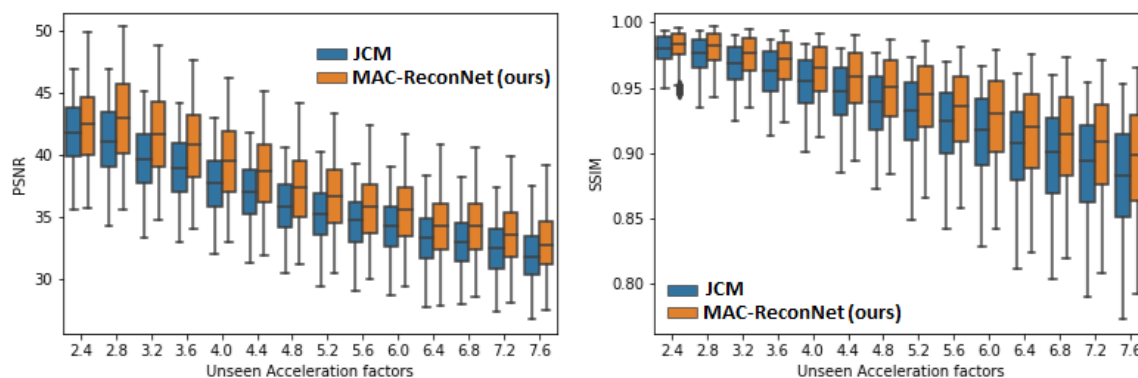 50
45
40
35
30
PSNR
JCM
MAC-ReconNet (ours)
2.4 2.8 3.2 3.6 4.0 4.4 4.8 5.2 5.6 6.0 6.4 6.8 7.2 7.6
Unseen Acceleration factors
1.00
0.95
0.90
0.85
0.80
SSIM
JCM
MAC-ReconNet (ours)
2.4 2.8 3.2 3.6 4.0 4.4 4.8 5.2 5.6 6.0 6.4 6.8 7.2 7.6
Unseen Acceleration factors